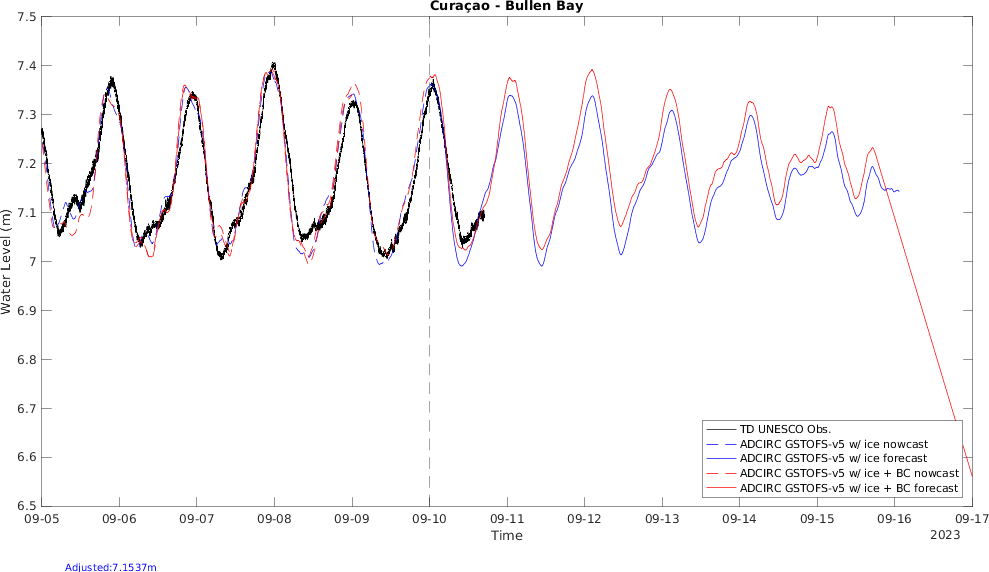 Curaçao - Bullen Bay
7.5
7.4
7.3
7.2
7.1
7
6.9
6.8
6.7
6.6
6.5
Water Level (m)
TD UNESCO Obs.
ADCIRC GSTOFS-v5 w/ ice nowcast
ADCIRC GSTOFS-v5 w/ ice forecast
ADCIRC GSTOFS-v5 w/ ice + BC nowcast
ADCIRC GSTOFS-v5 w/ ice + BC forecast
09-05 09-06 09-07 09-08 09-09 09-10 09-11 09-12 09-13 09-14 09-15 09-16 09-17
Time
2023
Adjusted:7.1537m